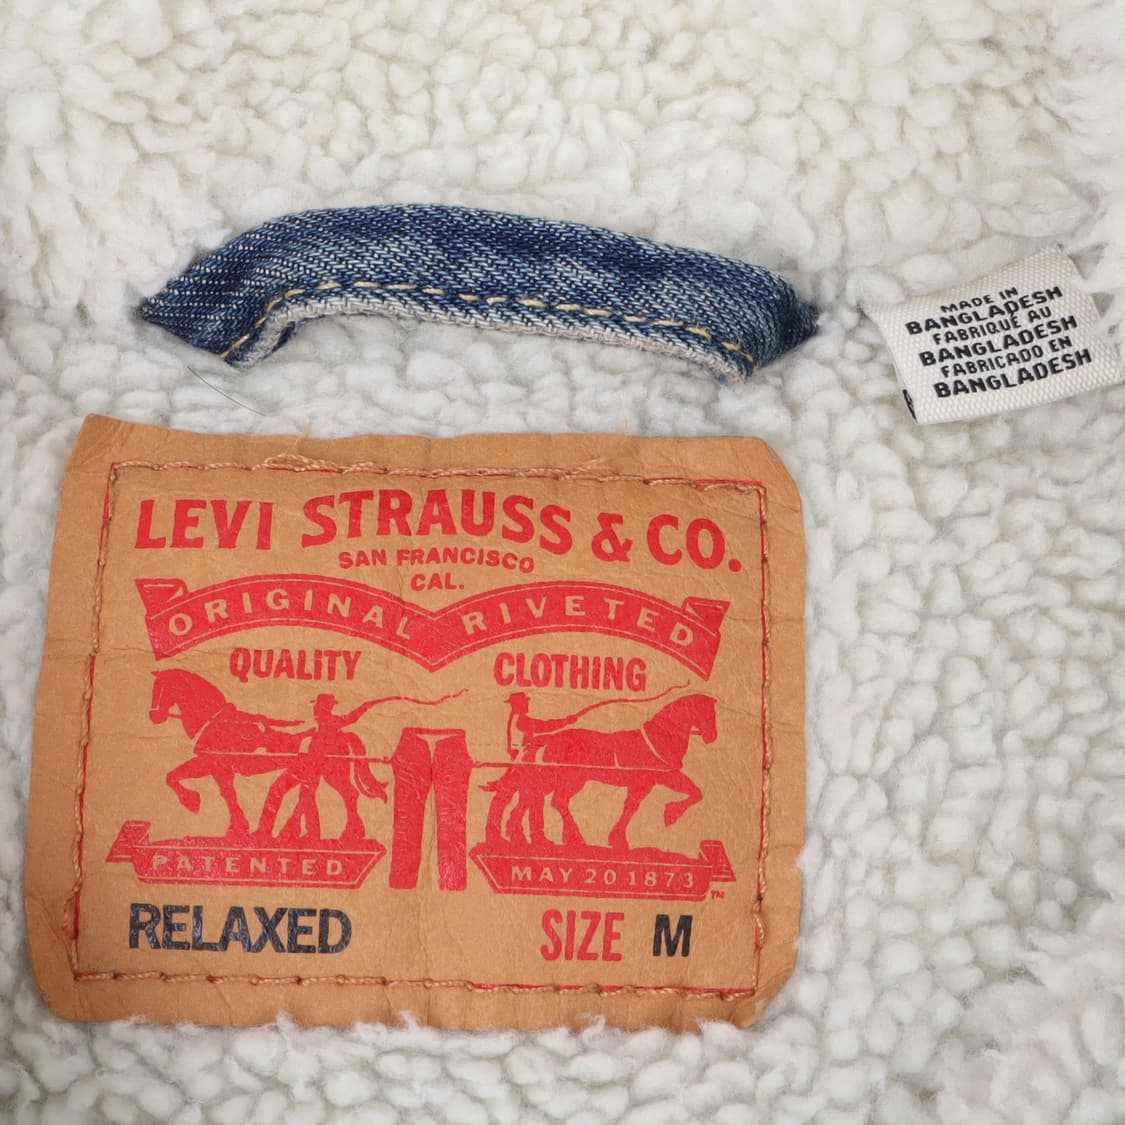 MADE IN
BANGLADESH
FABRIQUÉ AU
BANGLADESH
FABRICADO EN
BANGLADESH
LEVI STRAUSS & CO.
SAN FRANCISCO
CAL.
ORIGINAL RIVETED
QUALITY CLOTHING
PATENTED MAY 20 1873 ™
RELAXED SIZE M